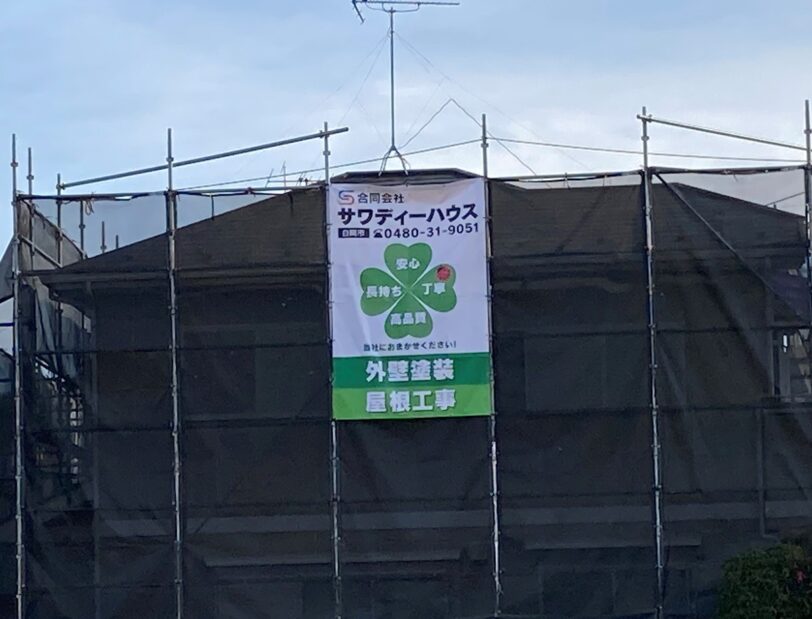 合同会社
サワディーハウス
白岡市 ☎0480-31-9051
安心
長持ち 丁寧
高品質
当社におまかせください!
外壁塗装
屋根工事